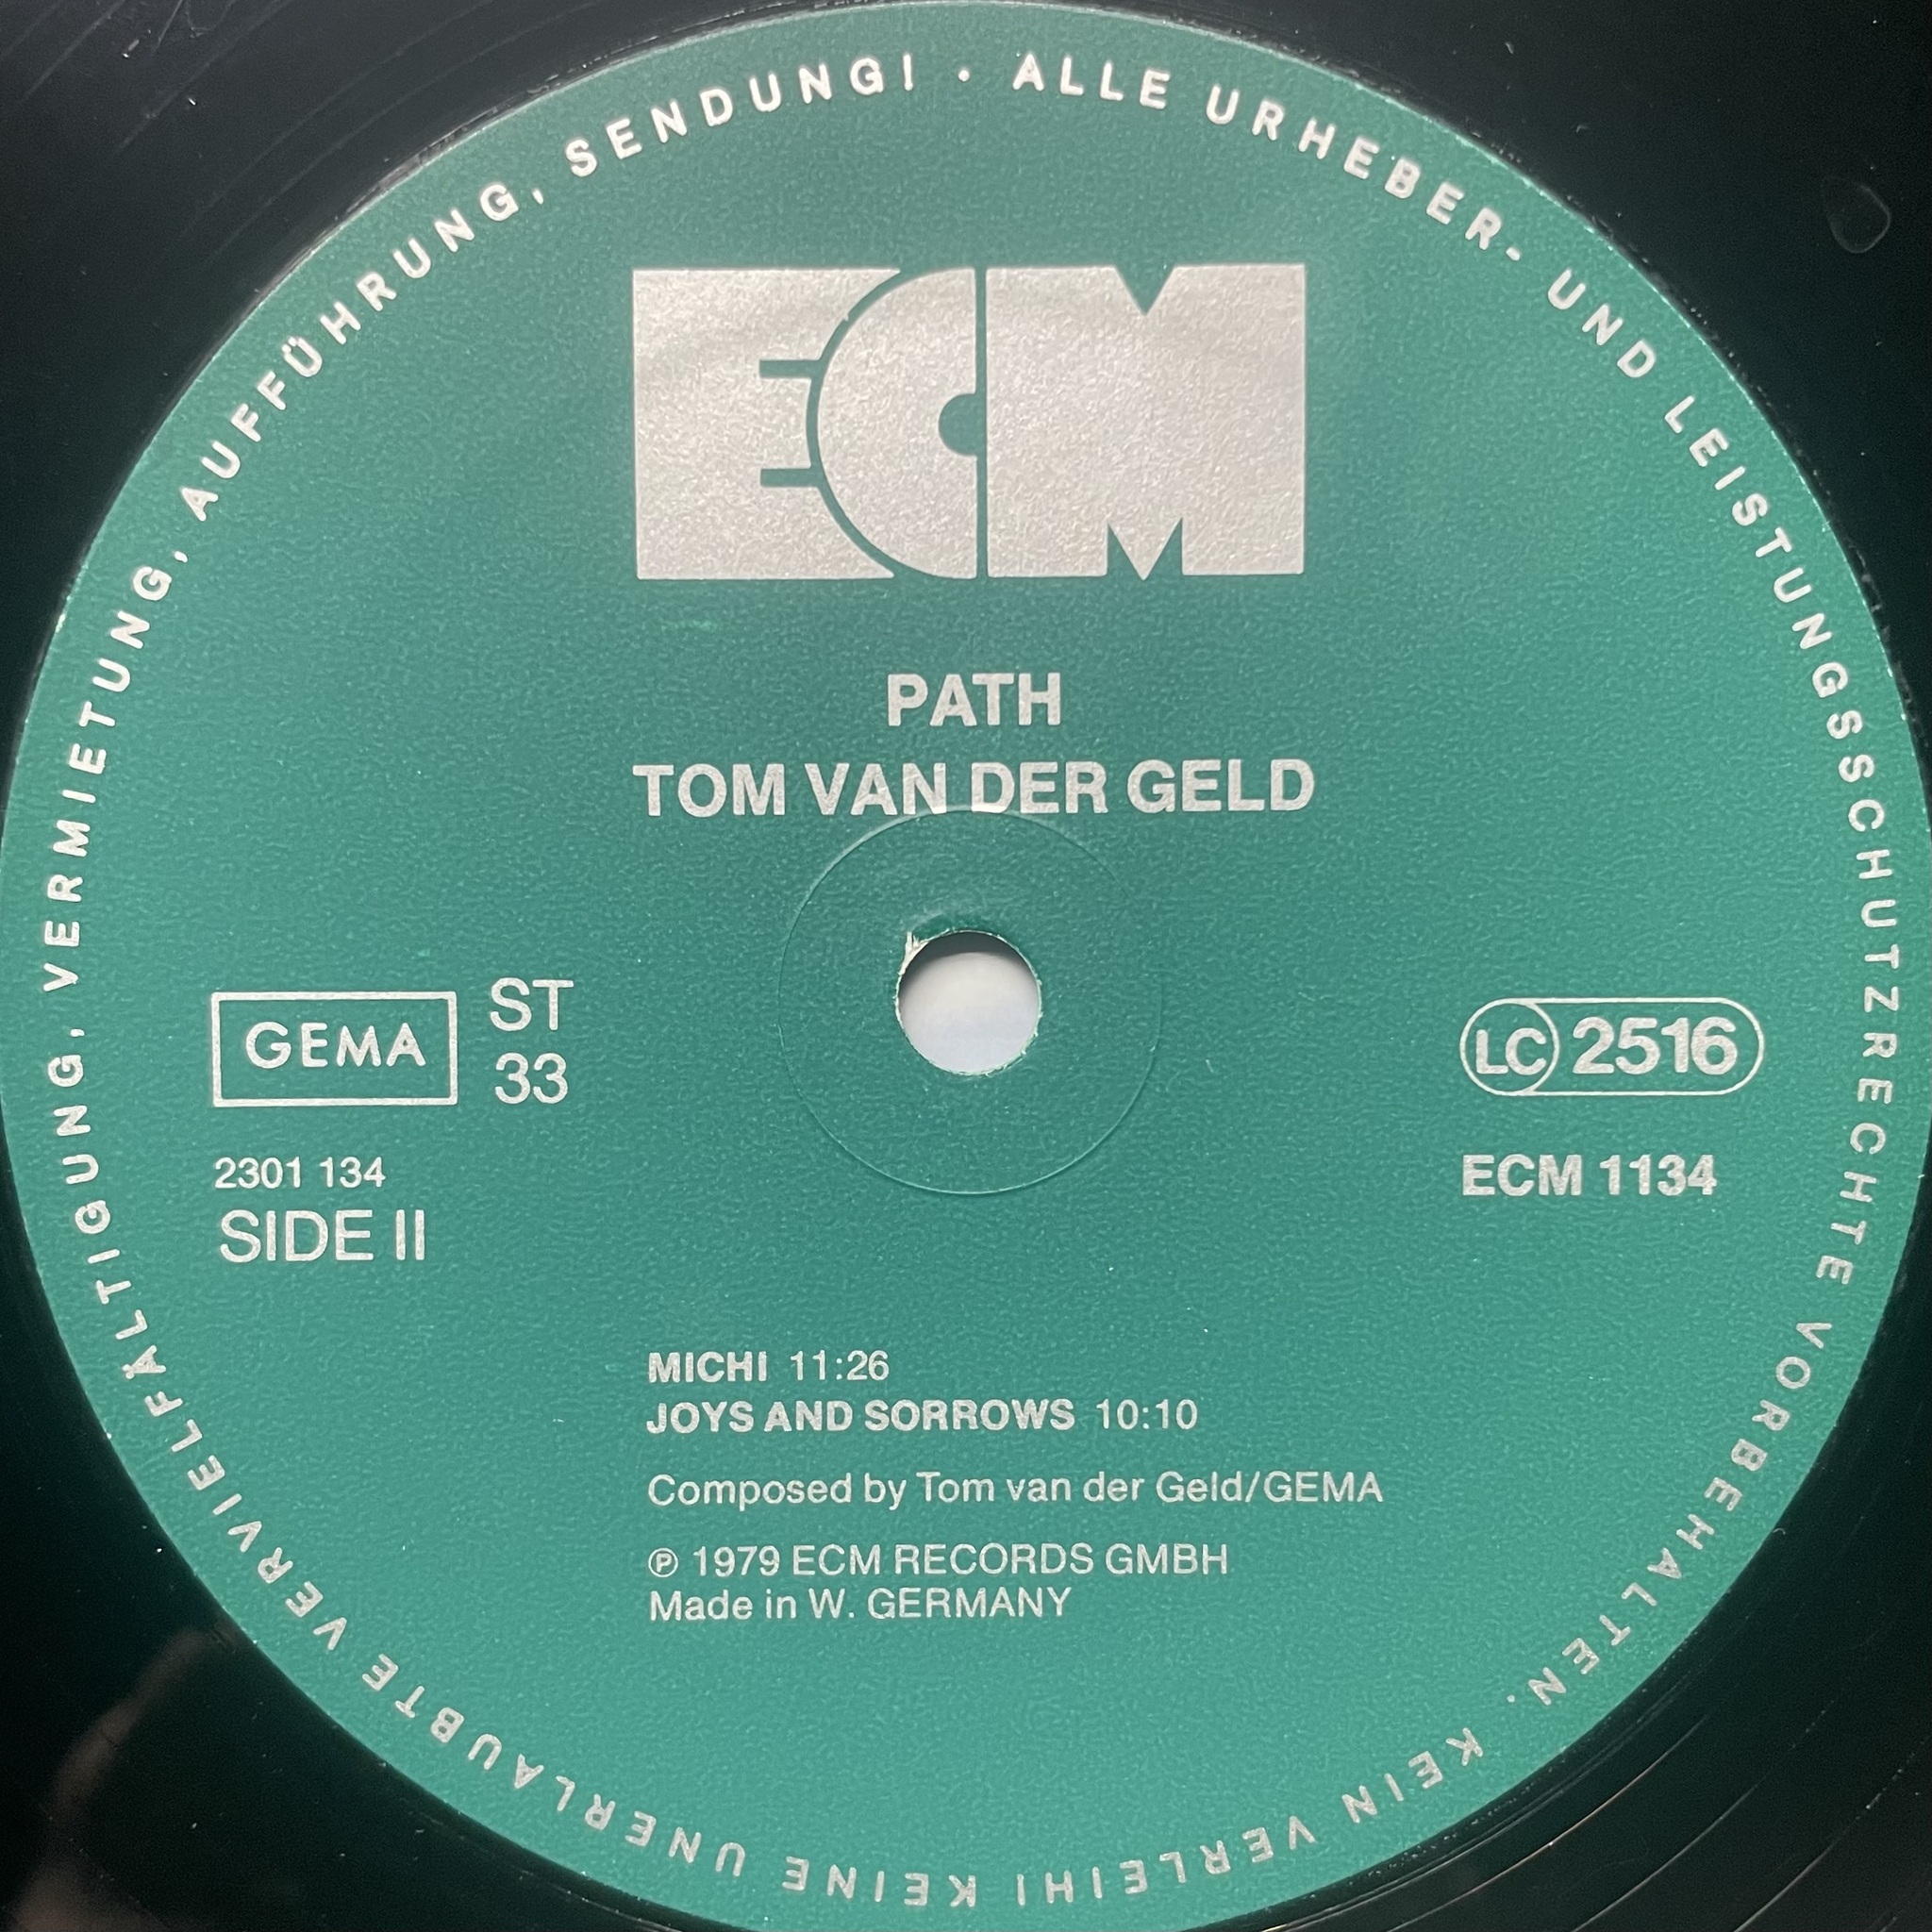 ALLE URHEBER- UND LEISTUNGSSCHUTZRECHTE VORBEHALTEN. KEIN VERLEIH! KEINE UNERLAUBTE VERVIELFÄLTIGUNG, VERMIETUNG, AUFFÜHRUNG, SENDUNG! ·
ECM
PATH
TOM VAN DER GELD
GEMA
ST
33
LC 2516
2301 134
SIDE II
ECM 1134
MICHI 11:26
JOYS AND SORROWS 10:10
Composed by Tom van der Geld/GEMA
℗ 1979 ECM RECORDS GMBH
Made in W. GERMANY